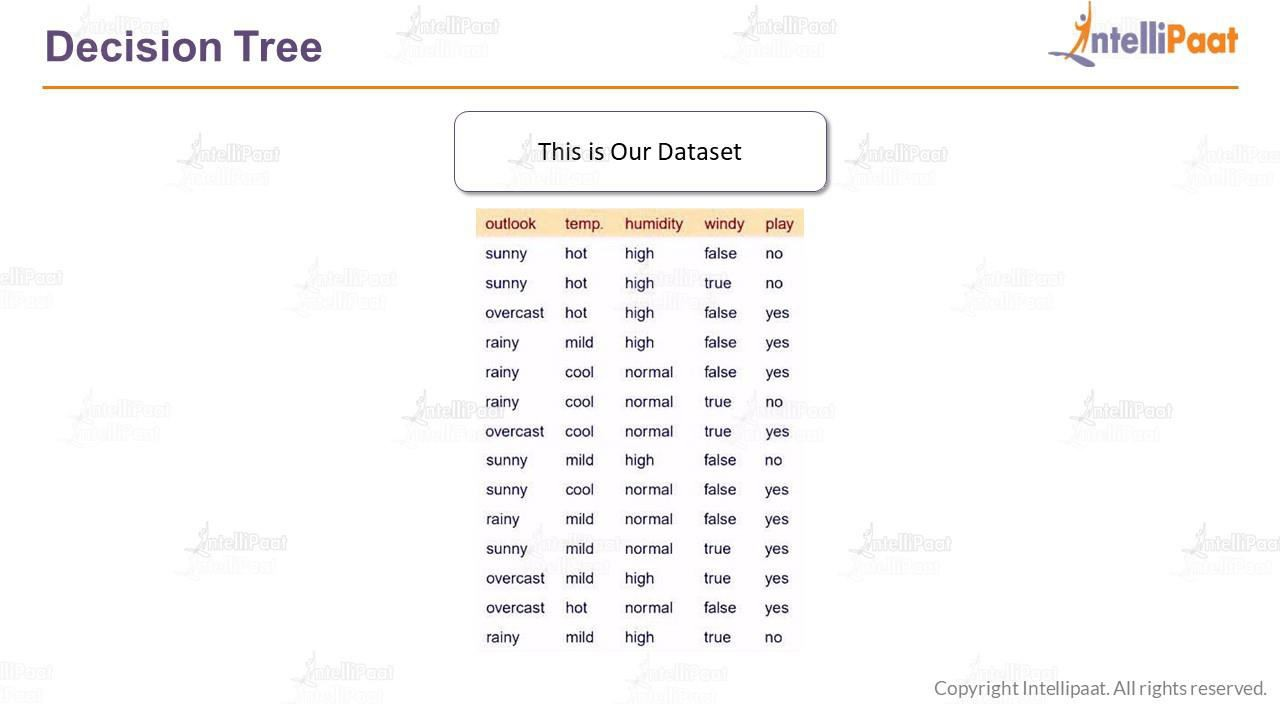 Decision Tree
IntelliPaat
This is Our Dataset
outlook temp. humidity windy play
sunny hot high false no
sunny hot high true no
overcast hot high false yes
rainy mild high false yes
rainy cool normal false yes
rainy cool normal true no
overcast cool normal true yes
sunny mild high false no
sunny cool normal false yes
rainy mild normal false yes
sunny mild normal true yes
overcast mild high true yes
overcast hot normal false yes
rainy mild high true no
Copyright Intellipaat. All rights reserved.